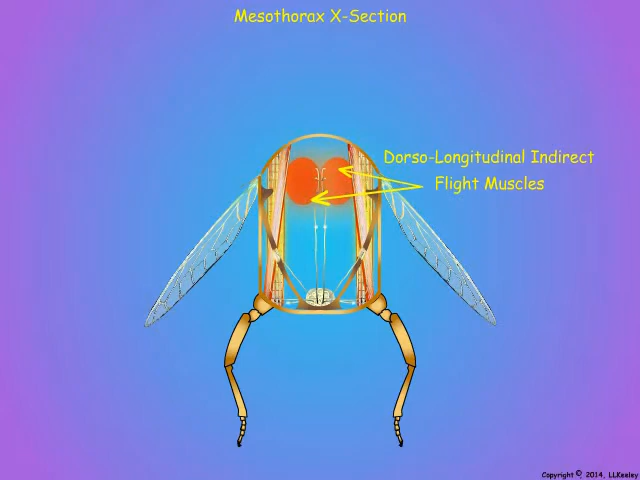 Mesothorax X-Section
Dorso-Longitudinal Indirect
Flight Muscles
Copyright ©, 2014, LLKeeley